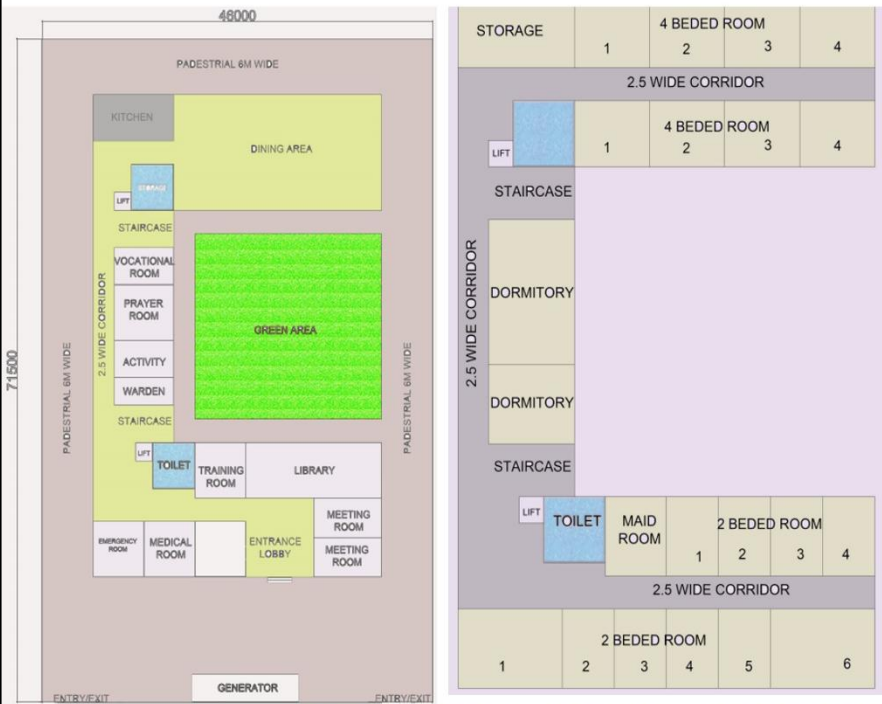 46000
71500
PADESTRIAL 6M WIDE
KITCHEN
DINING AREA
STORAGE
LIFT
STAIRCASE
VOCATIONAL
ROOM
PRAYER
ROOM
2.5 WIDE CORRIDOR
GREEN AREA
ACTIVITY
WARDEN
PADESTRIAL 6M WIDE
PADESTRIAL 6M WIDE
STAIRCASE
LIFT
TOILET
TRAINING
ROOM
LIBRARY
MEETING
ROOM
EMERGENCY
ROOM
MEDICAL
ROOM
ENTRANCE
LOBBY
MEETING
ROOM
GENERATOR
ENTRY/EXIT
ENTRY/EXIT
STORAGE
4 BEDED ROOM
1
2
3
4
2.5 WIDE CORRIDOR
4 BEDED ROOM
1
2
3
4
LIFT
STAIRCASE
2.5 WIDE CORRIDOR
DORMITORY
DORMITORY
STAIRCASE
LIFT
TOILET
MAID
ROOM
2 BEDED ROOM
1
2
3
4
2.5 WIDE CORRIDOR
2 BEDED ROOM
1
2
3
4
5
6